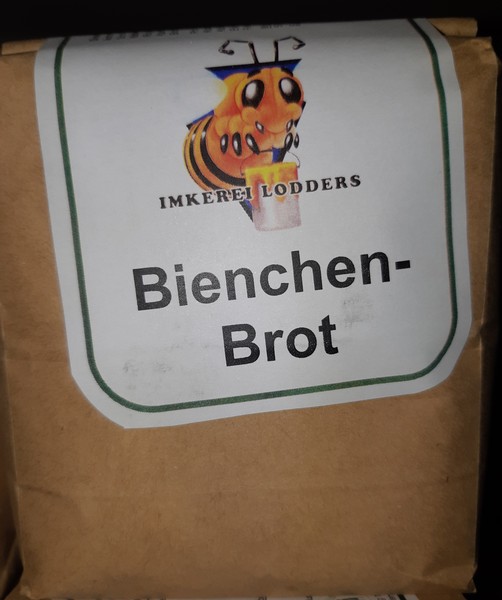 IMKEREI LODDERS
Bienchen-
Brot